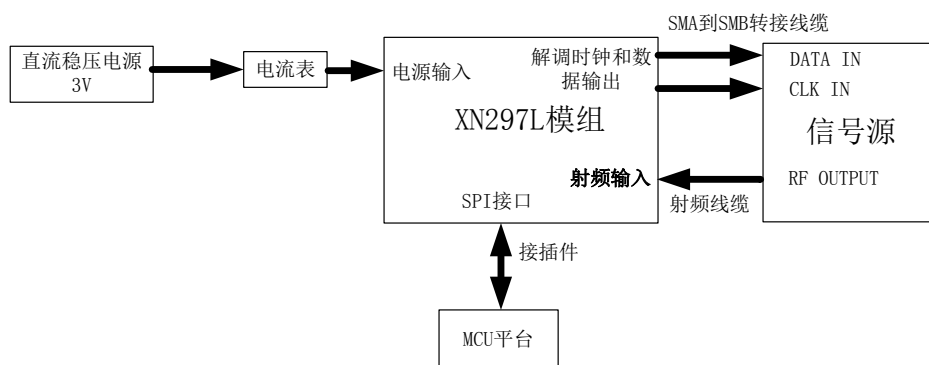 SMA到SMB转接线缆
直流稳压电源
3V
电流表
电源输入
解调时钟和数
据输出
XN297L模组
射频输入
SPI接口
DATA IN
CLK IN
信号源
RF OUTPUT
射频线缆
接插件
MCU平台